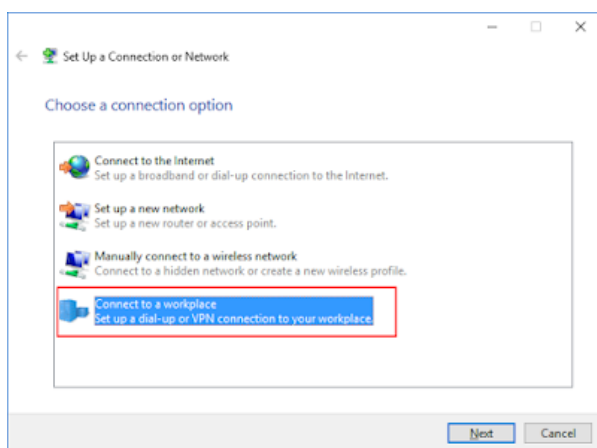 Set Up a Connection or Network
Choose a connection option
Connect to the Internet
Set up a broadband or dial-up connection to the Internet.
Set up a new network
Set up a new router or access point.
Manually connect to a wireless network
Connect to a hidden network or create a new wireless profile.
Connect to a workplace
Set up a dial-up or VPN connection to your workplace.
Next Cancel